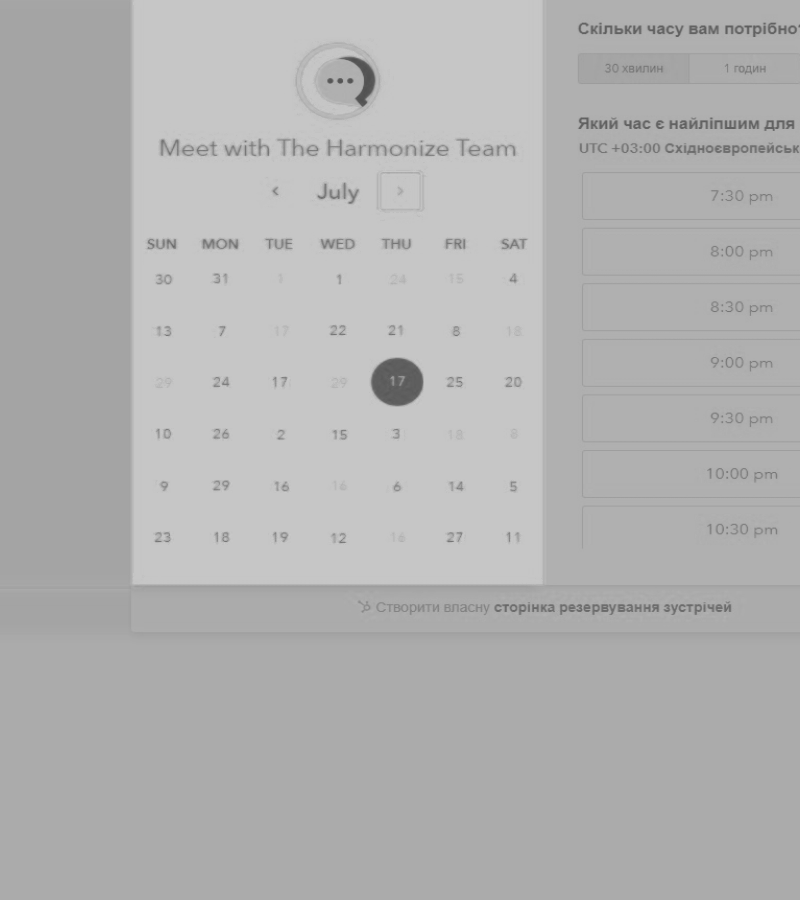 Meet with The Harmonize Team
‹ July ›
SUN MON TUE WED THU FRI SAT
30 31 1 1 24 15 4
13 7 17 22 21 8 18
29 24 17 29 17 25 20
10 26 2 15 3 18 8
9 29 16 16 6 14 5
23 18 19 12 16 27 11
Скільки часу вам потрібно?
30 хвилин 1 годин
Який час є найліпшим для
UTC +03:00
7:30 pm
8:00 pm
8:30 pm
9:00 pm
9:30 pm
10:00 pm
10:30 pm
Створити власну сторінка резервування зустрічей